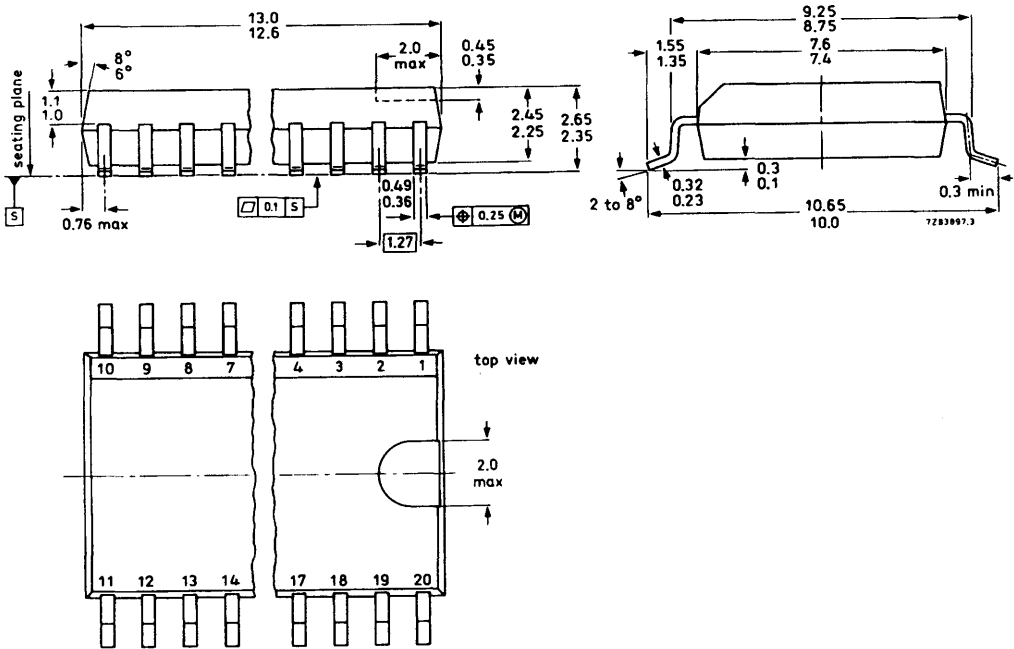 13.0
12.6
8°
6°
2.0
max
0.45
0.35
seating plane
1.1
1.0
2.45
2.25
2.65
2.35
S
0.76 max
0.1 S
0.49
0.36
0.25 M
1.27
9.25
8.75
1.55
1.35
7.6
7.4
0.3
0.1
0.32
0.23
2 to 8°
0.3 min
10.65
10.0
7Z83897.3
10 9 8 7 4 3 2 1
top view
2.0
max
11 12 13 14 17 18 19 20